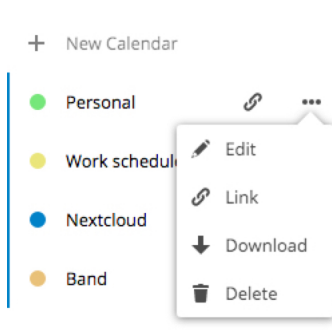 New Calendar
Personal
Edit
Work schedul
Link
Nextcloud
Download
Band
Delete